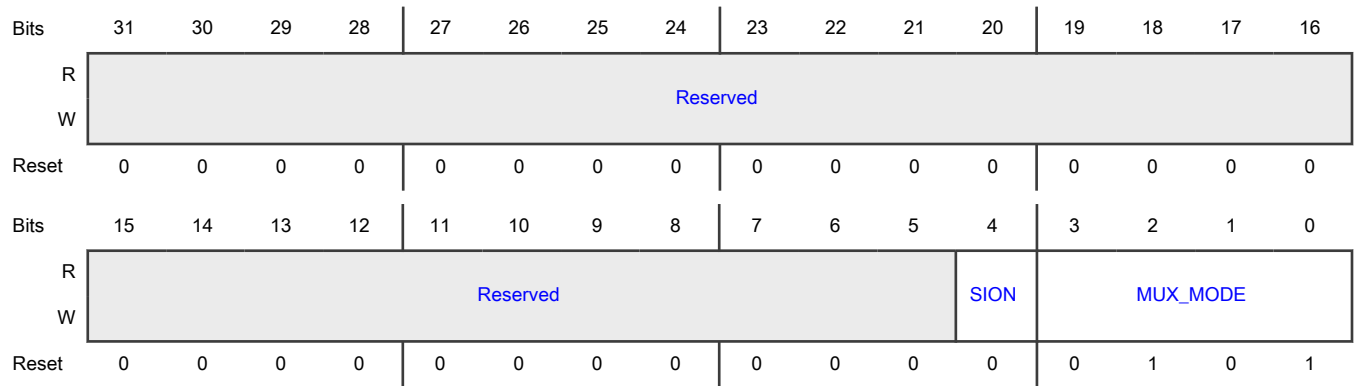 Bits 31 30 29 28 27 26 25 24 23 22 21 20 19 18 17 16
R
Reserved
W
Reset 0 0 0 0 0 0 0 0 0 0 0 0 0 0 0 0
Bits 15 14 13 12 11 10 9 8 7 6 5 4 3 2 1 0
R
Reserved SION MUX_MODE
W
Reset 0 0 0 0 0 0 0 0 0 0 0 0 0 1 0 1